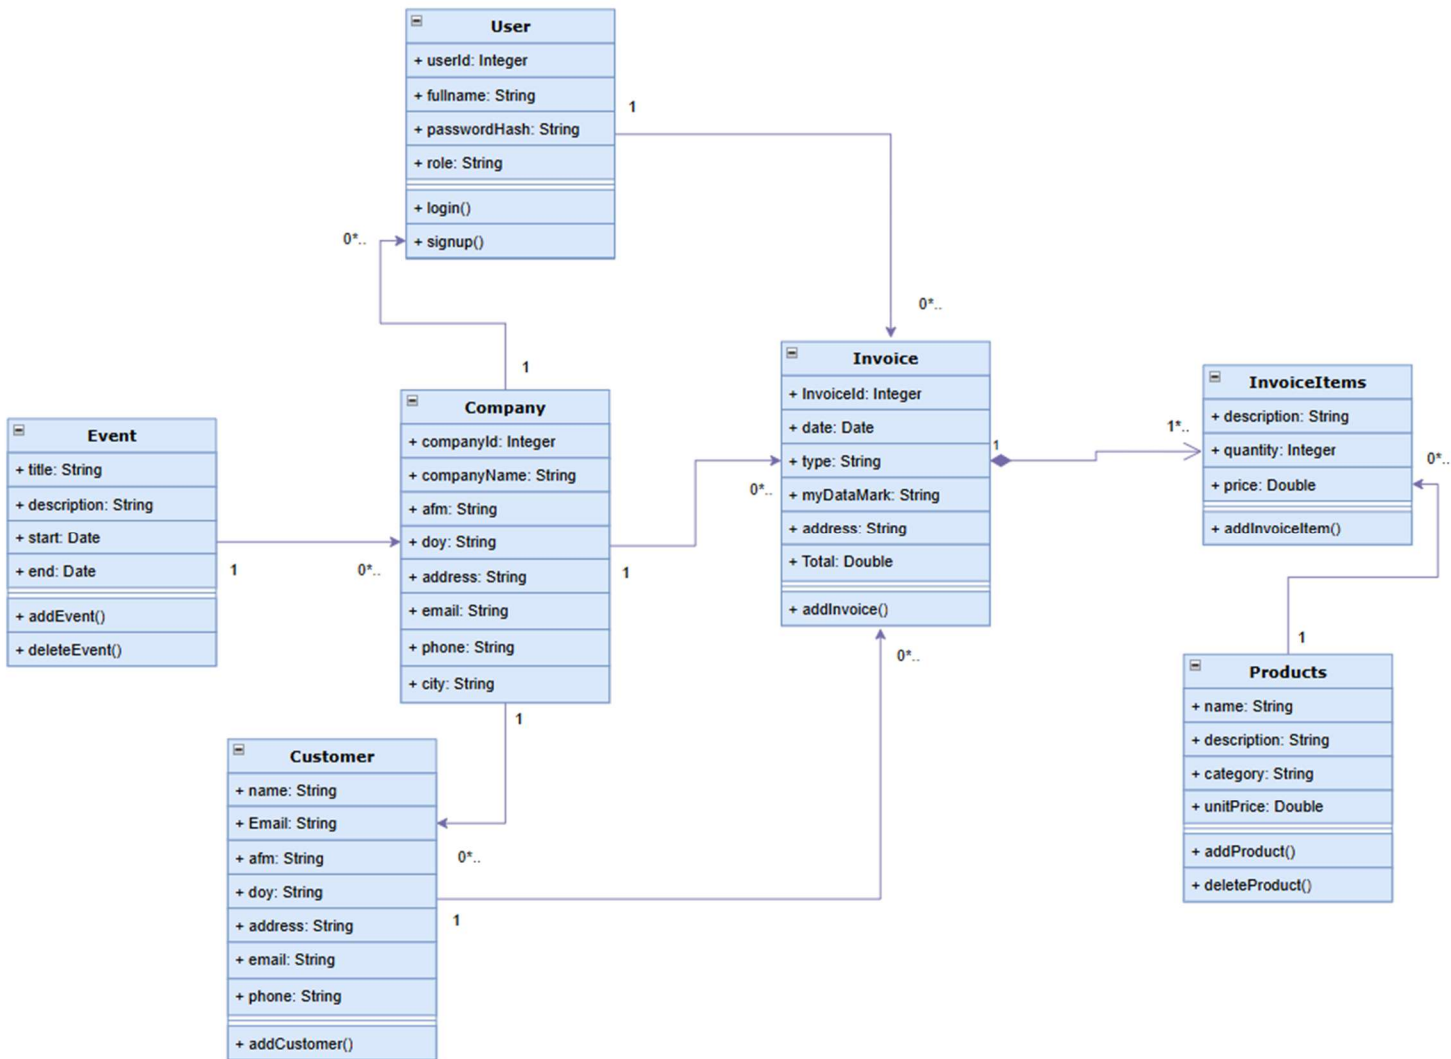 User
+ userId: Integer
+ fullname: String
+ passwordHash: String
+ role: String
+ login()
+ signup()
1
0*..
0*..
1
Event
+ title: String
+ description: String
+ start: Date
+ end: Date
+ addEvent()
+ deleteEvent()
1
0*..
Company
+ companyId: Integer
+ companyName: String
+ afm: String
+ doy: String
+ address: String
+ email: String
+ phone: String
+ city: String
1
0*..
1
0*..
Customer
+ name: String
+ Email: String
+ afm: String
+ doy: String
+ address: String
+ email: String
+ phone: String
+ addCustomer()
1
0*..
Invoice
+ InvoiceId: Integer
+ date: Date
+ type: String
+ myDataMark: String
+ address: String
+ Total: Double
+ addInvoice()
1
1*..
InvoiceItems
+ description: String
+ quantity: Integer
+ price: Double
+ addInvoiceItem()
0*..
1
Products
+ name: String
+ description: String
+ category: String
+ unitPrice: Double
+ addProduct()
+ deleteProduct()